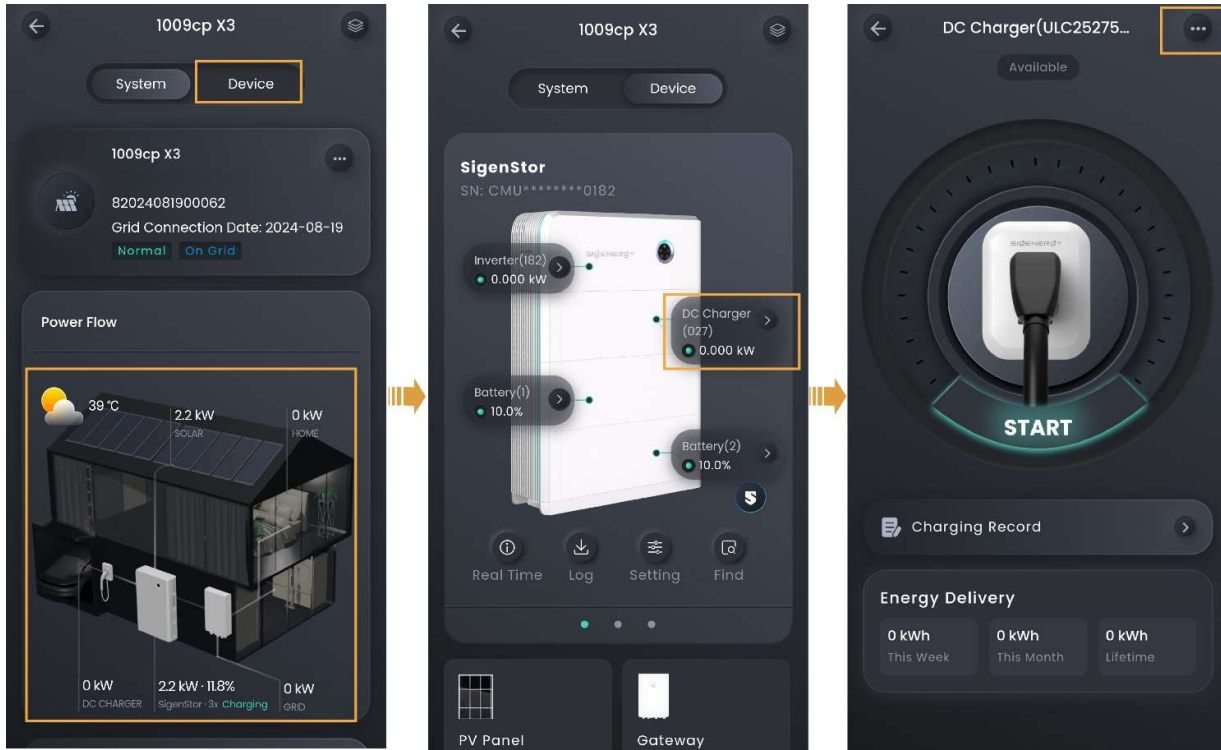 1009cp X3
System Device
1009cp X3
82024081900062
Grid Connection Date: 2024-08-19
Normal On Grid
Power Flow
39 °C
2.2 kW
SOLAR
0 kW
HOME
0 kW
DC CHARGER
2.2 kW · 11.8%
SigenStor · 3x Charging
0 kW
GRID
1009cp X3
System Device
SigenStor
SN: CMU********0182
SIGENERGY
Inverter(182)
0.000 kW
DC Charger
(027)
0.000 kW
Battery(1)
10.0%
Battery(2)
10.0%
Real Time Log Setting Find
PV Panel Gateway
DC Charger(ULC25275...
Available
SIGENERGY
START
Charging Record
Energy Delivery
0 kWh 0 kWh 0 kWh
This Week This Month Lifetime